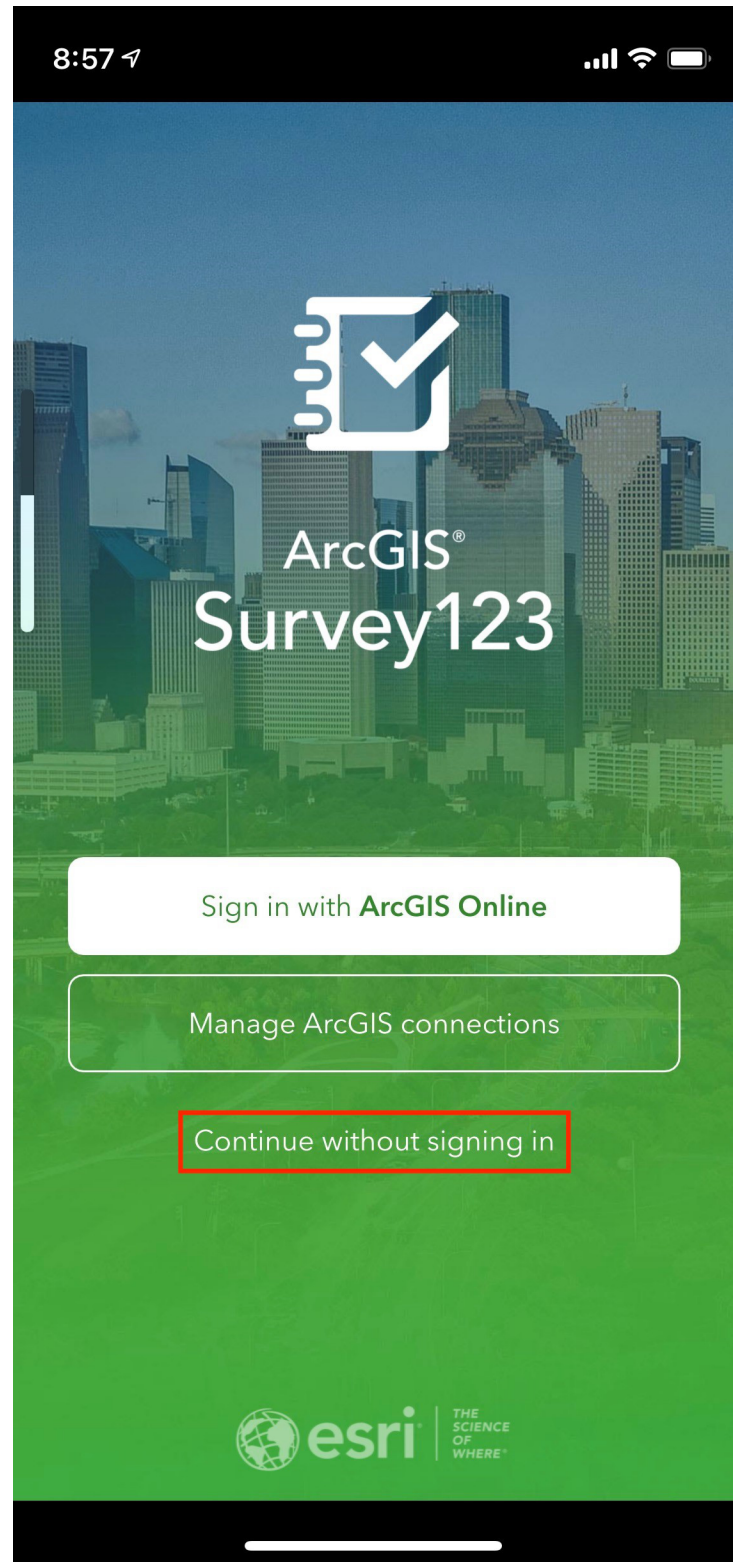 8:57
ArcGIS®
Survey123
Sign in with ArcGIS Online
Manage ArcGIS connections
Continue without signing in
esri
THE
SCIENCE
OF
WHERE®